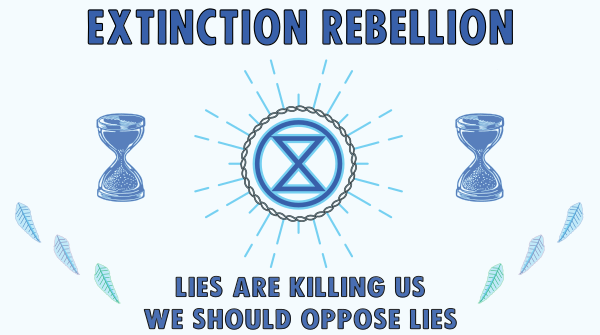 EXTINCTION REBELLION
LIES ARE KILLING US
WE SHOULD OPPOSE LIES